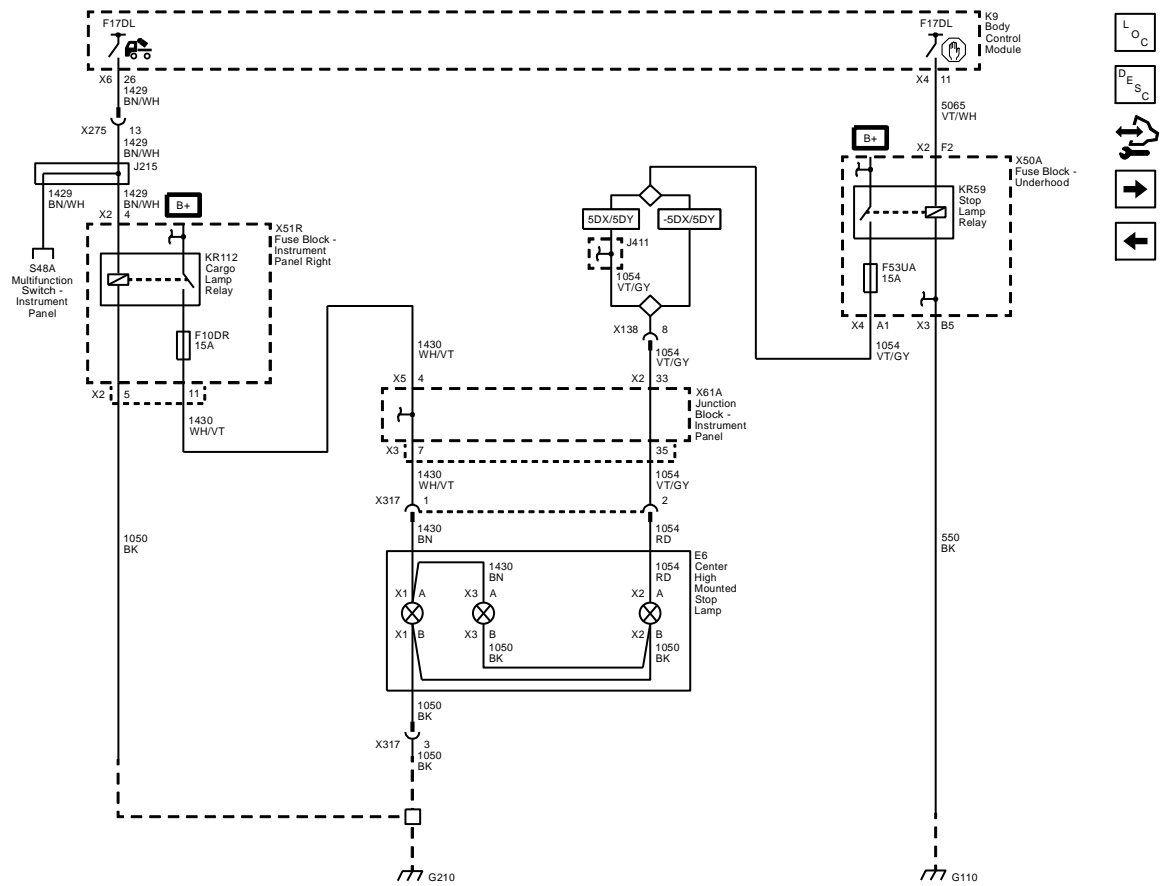 F17DL
F17DL
K9
Body
Control
Module
L
O
C
X6 26
X4 11
1429
BN/WH
D
E
S
C
5065
VT/WH
X275 13
1429
BN/WH
B+
J215
X2 F2
X50A
Fuse Block -
Underhood
1429
BN/WH
1429
BN/WH
B+
KR59
Stop
Lamp
Relay
X2 4
5DX/5DY
-5DX/5DY
X51R
Fuse Block -
Instrument
Panel Right
J411
KR112
Cargo
Lamp
Relay
S48A
Multifunction
Switch -
Instrument
Panel
1054
VT/GY
F53UA
15A
X4 A1
X3 B5
F10DR
15A
X138 8
1430
WH/VT
1054
VT/GY
1054
VT/GY
X5 4
X2 33
X61A
Junction
Block -
Instrument
Panel
X2 5
11
1430
WH/VT
X3 7
35
1430
WH/VT
1054
VT/GY
X317 1
2
1430
BN
1054
RD
1050
BK
550
BK
E6
Center
High
Mounted
Stop
Lamp
1430
BN
1054
RD
X1 A
X3 A
X2 A
X1 B
X3 B
X2 B
1050
BK
1050
BK
1050
BK
X317 3
1050
BK
G210
G110